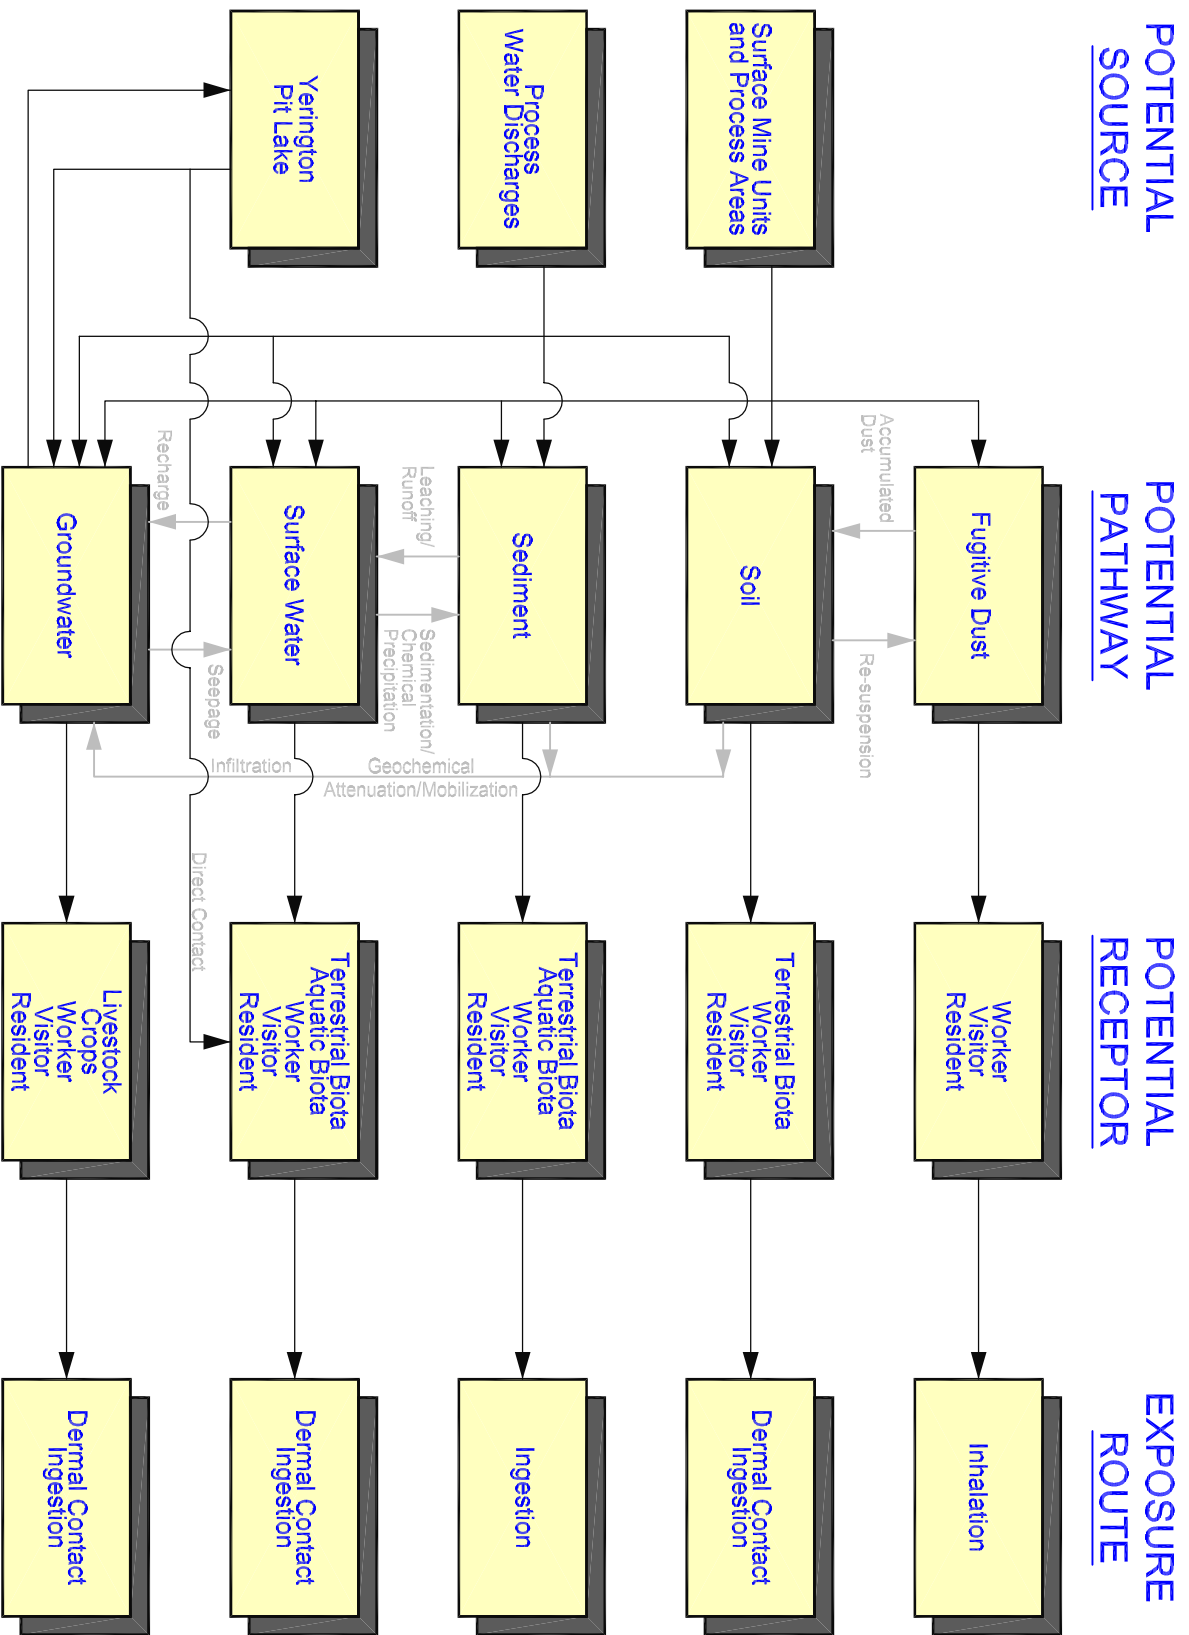 POTENTIAL
SOURCE
POTENTIAL
PATHWAY
POTENTIAL
RECEPTOR
EXPOSURE
ROUTE
Fugitive Dust
Worker
Visitor
Resident
Inhalation
Accumulated
Dust
Re-suspension
Surface Mine Units
and Process Areas
Soil
Terrestrial Biota
Worker
Visitor
Resident
Dermal Contact
Ingestion
Process
Water Discharges
Sediment
Terrestrial Biota
Aquatic Biota
Worker
Visitor
Resident
Ingestion
Leaching/
Runoff
Sedimentation/
Chemical
Precipitation
Geochemical
Attenuation/Mobilization
Yerington
Pit Lake
Surface Water
Terrestrial Biota
Aquatic Biota
Worker
Visitor
Resident
Dermal Contact
Ingestion
Recharge
Seepage
Infiltration
Direct Contact
Groundwater
Livestock
Crops
Worker
Visitor
Resident
Dermal Contact
Ingestion